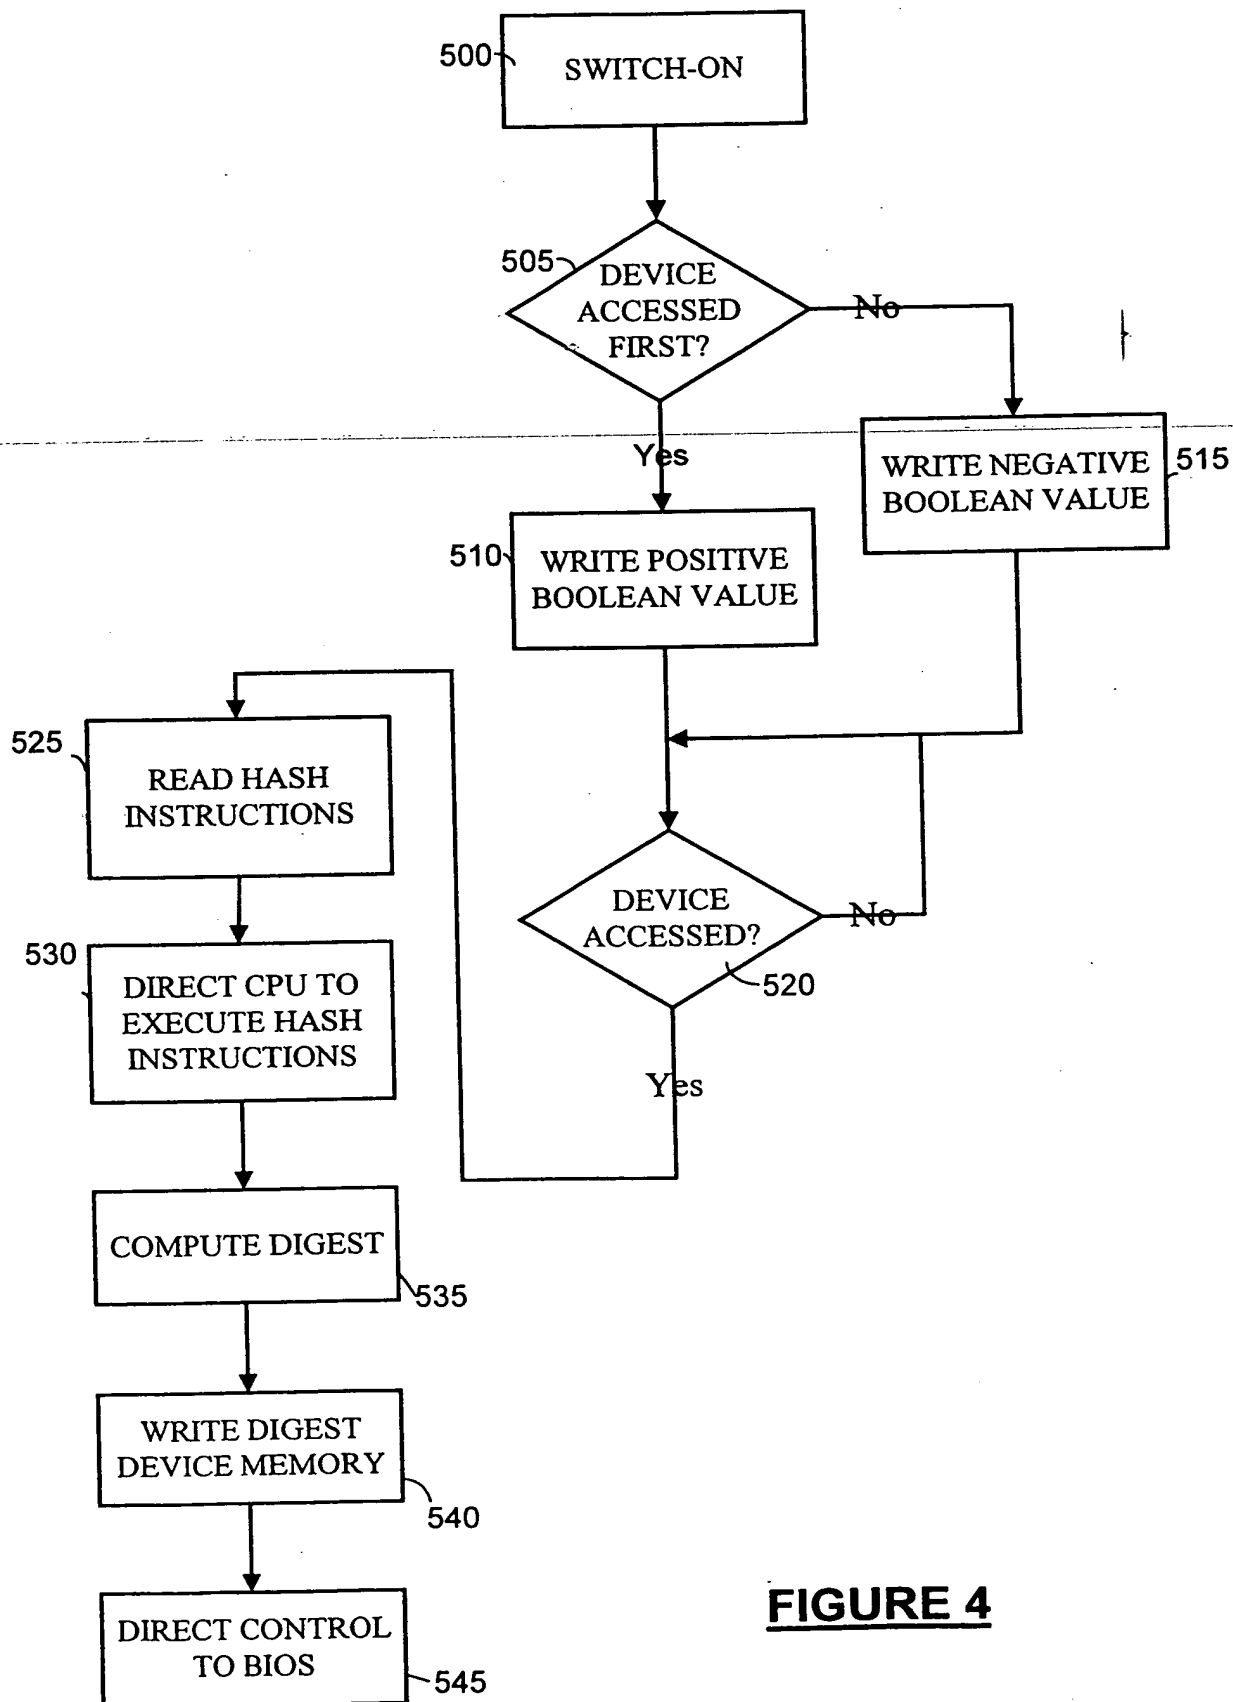 500
SWITCH-ON
505
DEVICE
ACCESSED
FIRST?
No
Yes
WRITE NEGATIVE
BOOLEAN VALUE
515
510
WRITE POSITIVE
BOOLEAN VALUE
525
READ HASH
INSTRUCTIONS
DEVICE
ACCESSED?
No
520
Yes
530
DIRECT CPU TO
EXECUTE HASH
INSTRUCTIONS
COMPUTE DIGEST
535
WRITE DIGEST
DEVICE MEMORY
540
DIRECT CONTROL
TO BIOS
545
FIGURE 4